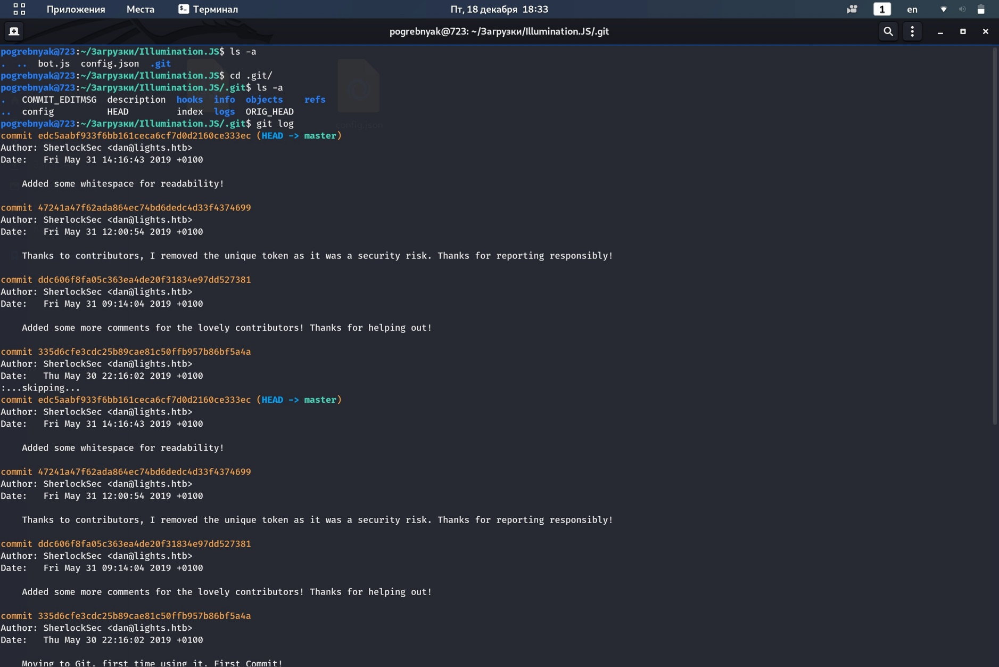 Приложения Места Терминал Пт, 18 декабря 18:33 1 en
pogrebnyak@723: ~/Загрузки/Illumination.JS/.git
pogrebnyak@723:~/Загрузки/Illumination.JS$ ls -a
. .. bot.js config.json .git
pogrebnyak@723:~/Загрузки/Illumination.JS$ cd .git/
pogrebnyak@723:~/Загрузки/Illumination.JS/.git$ ls -a
. COMMIT_EDITMSG description hooks info objects refs
.. config HEAD index logs ORIG_HEAD
pogrebnyak@723:~/Загрузки/Illumination.JS/.git$ git log
config.json
commit edc5aabf933f6bb161ceca6cf7d0d2160ce333ec (HEAD -> master)
Author: SherlockSec <dan@lights.htb>
Date: Fri May 31 14:16:43 2019 +0100
Added some whitespace for readability!
commit 47241a47f62ada864ec74bd6dedc4d33f4374699
Author: SherlockSec <dan@lights.htb>
Date: Fri May 31 12:00:54 2019 +0100
Thanks to contributors, I removed the unique token as it was a security risk. Thanks for reporting responsibly!
commit ddc606f8fa05c363ea4de20f31834e97dd527381
Author: SherlockSec <dan@lights.htb>
Date: Fri May 31 09:14:04 2019 +0100
Added some more comments for the lovely contributors! Thanks for helping out!
commit 335d6cfe3cdc25b89cae81c50ffb957b86bf5a4a
Author: SherlockSec <dan@lights.htb>
Date: Thu May 30 22:16:02 2019 +0100
:...skipping...
commit edc5aabf933f6bb161ceca6cf7d0d2160ce333ec (HEAD -> master)
Author: SherlockSec <dan@lights.htb>
Date: Fri May 31 14:16:43 2019 +0100
Added some whitespace for readability!
commit 47241a47f62ada864ec74bd6dedc4d33f4374699
Author: SherlockSec <dan@lights.htb>
Date: Fri May 31 12:00:54 2019 +0100
Thanks to contributors, I removed the unique token as it was a security risk. Thanks for reporting responsibly!
commit ddc606f8fa05c363ea4de20f31834e97dd527381
Author: SherlockSec <dan@lights.htb>
Date: Fri May 31 09:14:04 2019 +0100
Added some more comments for the lovely contributors! Thanks for helping out!
commit 335d6cfe3cdc25b89cae81c50ffb957b86bf5a4a
Author: SherlockSec <dan@lights.htb>
Date: Thu May 30 22:16:02 2019 +0100
Moving to Git, first time using it. First Commit!